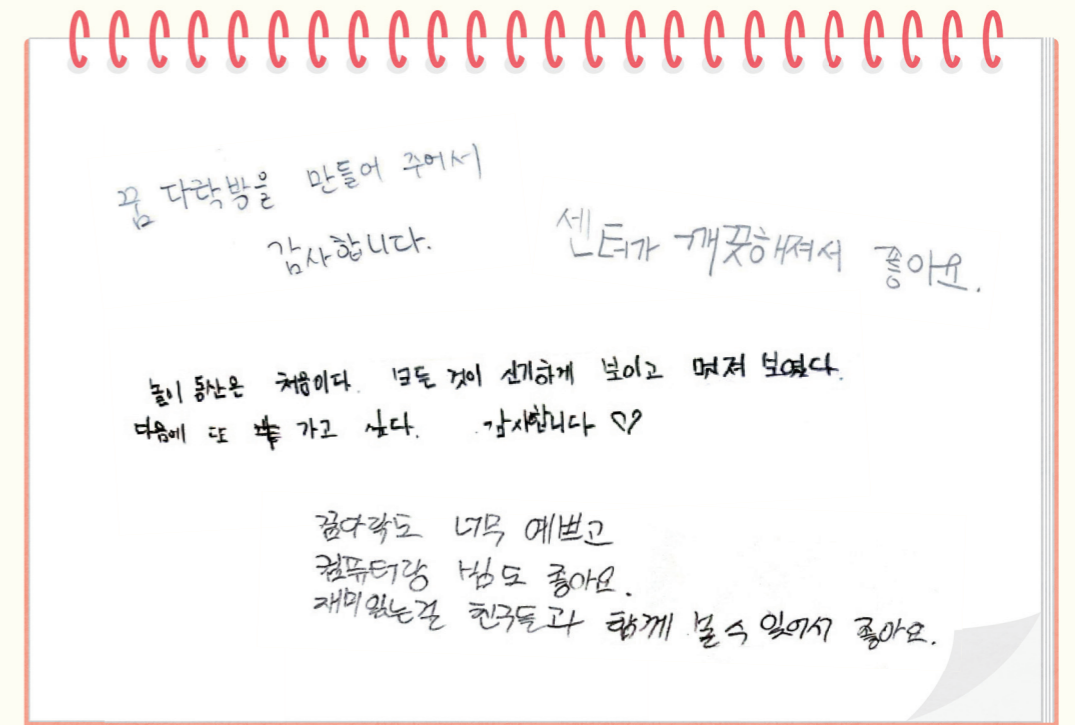 꿈 다락방을 만들어 주어서
감사합니다.
센터가 깨끗해져서 좋아요.
놀이 동산은 처음이다. 모든 것이 신기하게 보이고 멋져 보였다.
다음에 또 가고 싶다. 감사합니다 ♡
꿈다락도 너무 예쁘고
컴퓨터랑 빔도 좋아요.
재미있는걸 친구들과 함께 볼 수 있어서 좋아요.